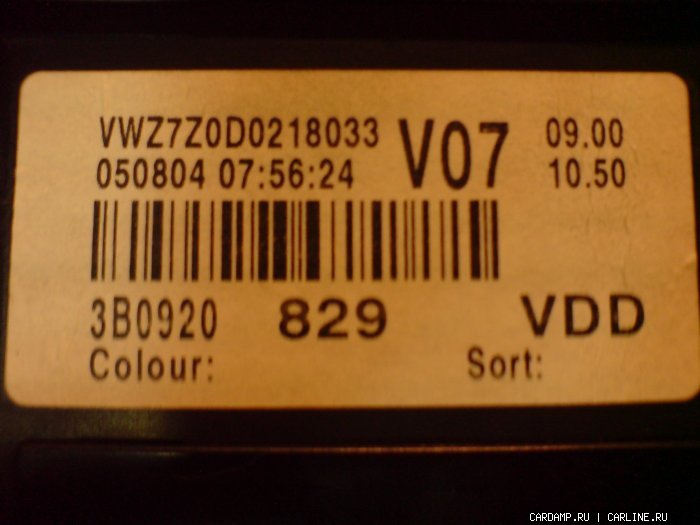 VWZ7Z0D0218033 V07 09.00
050804 07:56:24 10.50
3B0920 829 VDD
Colour: Sort:
CARDAMP.RU | CARLINE.RU